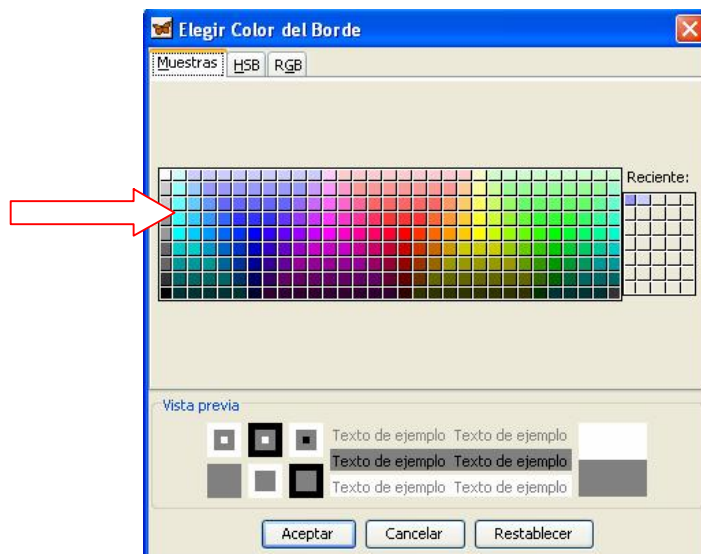 Elegir Color del Borde
Muestras HSB RGB
Reciente:
Vista previa
Texto de ejemplo Texto de ejemplo
Texto de ejemplo Texto de ejemplo
Texto de ejemplo Texto de ejemplo
Aceptar Cancelar Restablecer